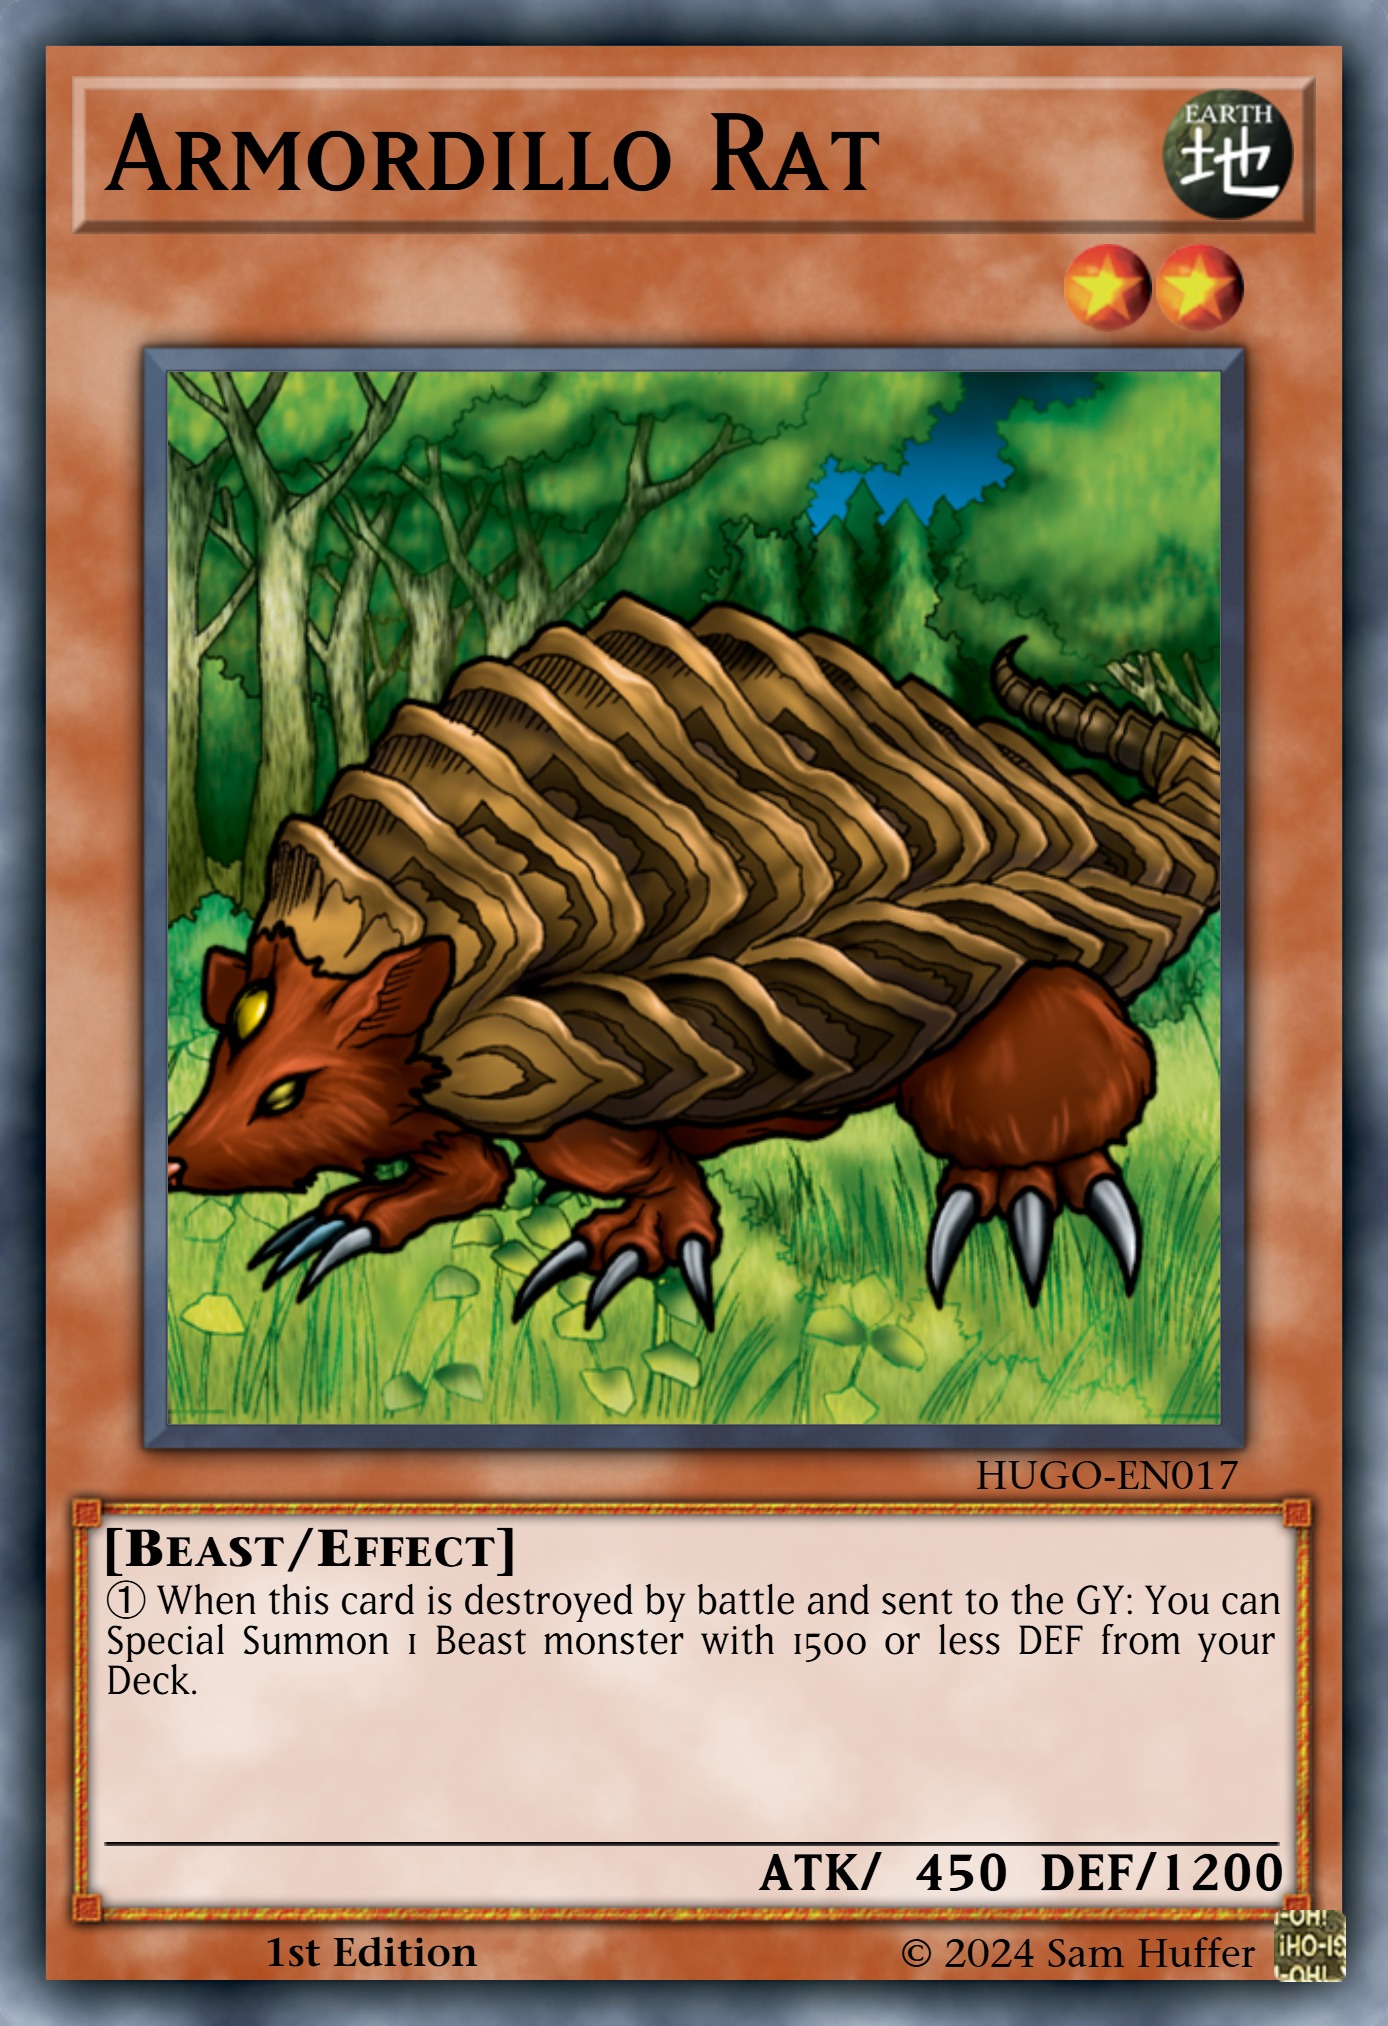 Armordillo Rat
EARTH
地
HUGO-EN017
[Beast/Effect]
① When this card is destroyed by battle and sent to the GY: You can
Special Summon 1 Beast monster with 1500 or less DEF from your
Deck.
ATK/ 450 DEF/1200
1st Edition
© 2024 Sam Huffer
-OH!